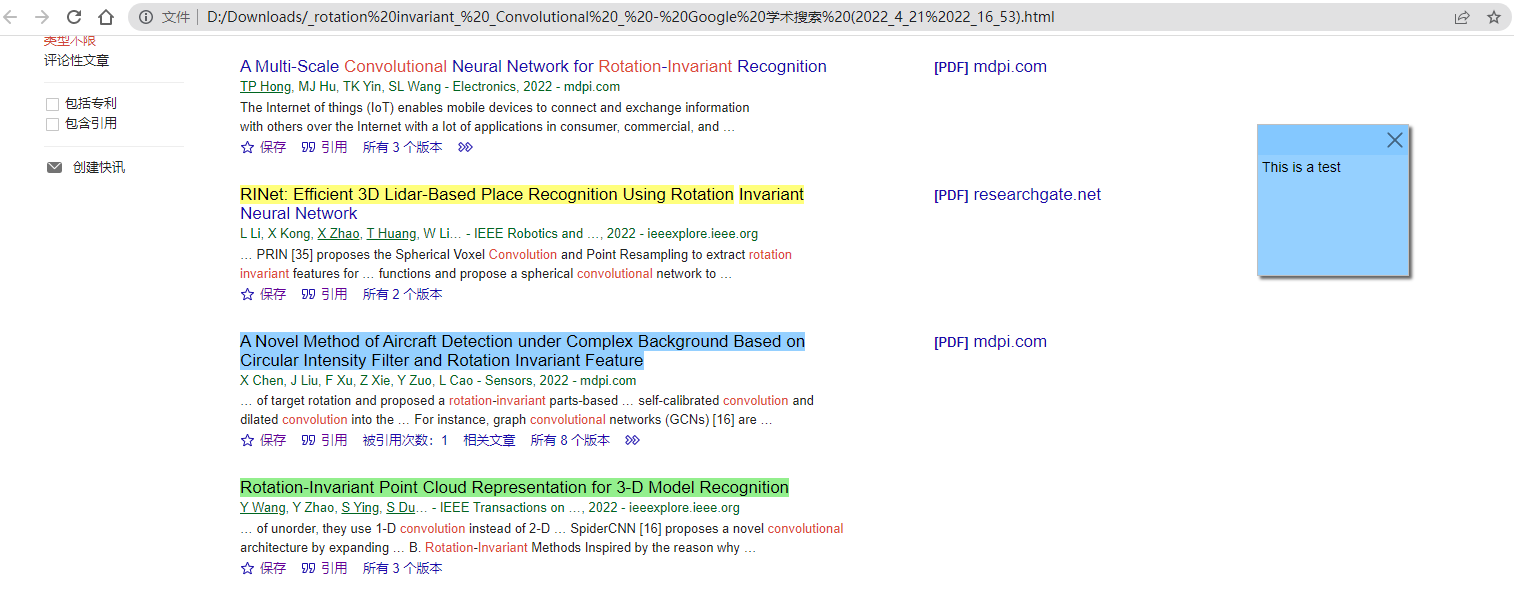 文件 D:/Downloads/_rotation%20invariant_%20_Convolutional%20_%20-%20Google%20学术搜索%20(2022_4_21%2022_16_53).html
类型不限
评论性文章
包括专利
包含引用
创建快讯
A Multi-Scale Convolutional Neural Network for Rotation-Invariant Recognition
[PDF] mdpi.com
TP Hong, MJ Hu, TK Yin, SL Wang - Electronics, 2022 - mdpi.com
The Internet of things (IoT) enables mobile devices to connect and exchange information
with others over the Internet with a lot of applications in consumer, commercial, and …
保存 引用 所有 3 个版本
RINet: Efficient 3D Lidar-Based Place Recognition Using Rotation Invariant
Neural Network
[PDF] researchgate.net
L Li, X Kong, X Zhao, T Huang, W Li… - IEEE Robotics and …, 2022 - ieeexplore.ieee.org
… PRIN [35] proposes the Spherical Voxel Convolution and Point Resampling to extract rotation
invariant features for … functions and propose a spherical convolutional network to …
保存 引用 所有 2 个版本
A Novel Method of Aircraft Detection under Complex Background Based on
Circular Intensity Filter and Rotation Invariant Feature
[PDF] mdpi.com
X Chen, J Liu, F Xu, Z Xie, Y Zuo, L Cao - Sensors, 2022 - mdpi.com
… of target rotation and proposed a rotation-invariant parts-based … self-calibrated convolution and
dilated convolution into the … For instance, graph convolutional networks (GCNs) [16] are …
保存 引用 被引用次数：1 相关文章 所有 8 个版本
Rotation-Invariant Point Cloud Representation for 3-D Model Recognition
Y Wang, Y Zhao, S Ying, S Du… - IEEE Transactions on …, 2022 - ieeexplore.ieee.org
… of unorder, they use 1-D convolution instead of 2-D … SpiderCNN [16] proposes a novel convolutional
architecture by expanding … B. Rotation-Invariant Methods Inspired by the reason why …
保存 引用 所有 3 个版本
This is a test